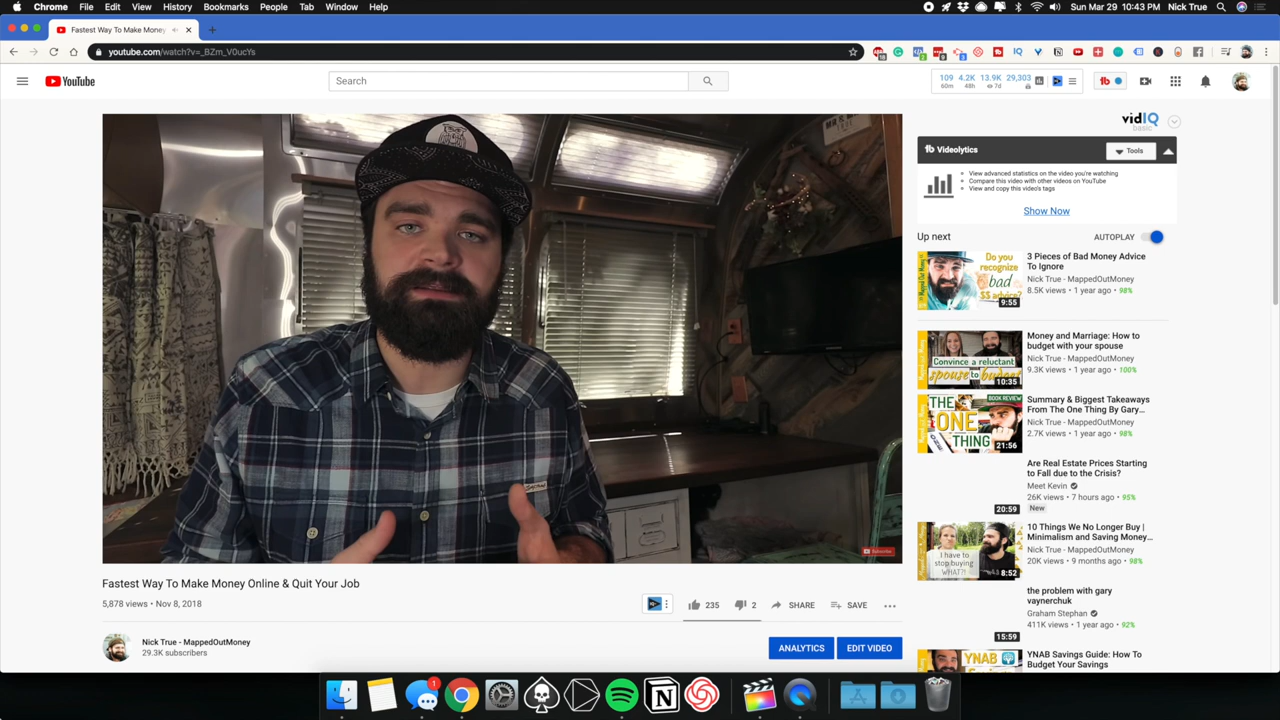 Chrome File Edit View History Bookmarks People Tab Window Help
Sun Mar 29 10:43 PM Nick True
Fastest Way To Make Money
youtube.com/watch?v=_BZm_V0ucYs
YouTube
Search
109 4.2K 13.9K 29,303
60m 48h 7d
vidIQ
basic
Videolytics
Tools
View advanced statistics on the video you're watching
Compare this video with other videos on YouTube
View and copy this video's tags
Show Now
Up next
AUTOPLAY
Do you
recognize
bad
$$ advice?
9:55
3 Pieces of Bad Money Advice
To Ignore
Nick True - MappedOutMoney
8.5K views • 1 year ago • 98%
Convince a reluctant
spouse to budget
10:35
Money and Marriage: How to
budget with your spouse
Nick True - MappedOutMoney
9.3K views • 1 year ago • 100%
BOOK REVIEW
THE
ONE
THING
21:56
Summary & Biggest Takeaways
From The One Thing By Gary...
Nick True - MappedOutMoney
2.7K views • 1 year ago • 98%
Are Real Estate Prices Starting
to Fall due to the Crisis?
Meet Kevin
26K views • 7 hours ago • 95%
New
20:59
I have to
stop buying
WHAT?!
8:52
10 Things We No Longer Buy |
Minimalism and Saving Money...
Nick True - MappedOutMoney
20K views • 9 months ago • 98%
the problem with gary
vaynerchuk
Graham Stephan
411K views • 1 year ago • 92%
15:59
YNAB
YNAB Savings Guide: How To
Budget Your Savings
Subscribe
Fastest Way To Make Money Online & Quit Your Job
5,878 views • Nov 8, 2018
235 2 SHARE SAVE
Nick True - MappedOutMoney
29.3K subscribers
ANALYTICS
EDIT VIDEO
1